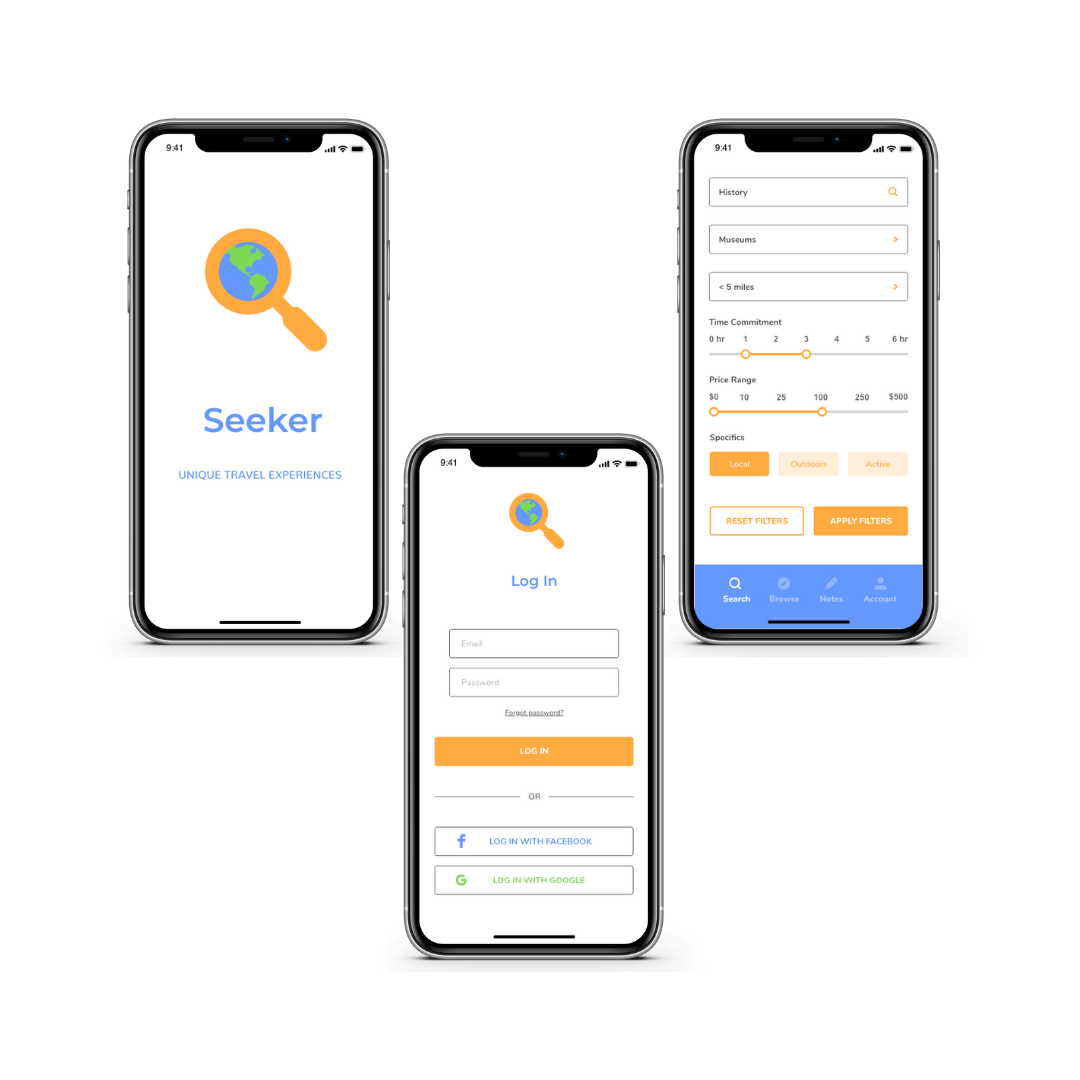 9:41
Seeker
UNIQUE TRAVEL EXPERIENCES
9:41
Log In
Email
Password
Forgot password?
LOG IN
OR
LOG IN WITH FACEBOOK
LOG IN WITH GOOGLE
9:41
History
Museums
< 5 miles
Time Commitment
0 hr 1 2 3 4 5 6 hr
Price Range
$0 10 25 100 250 $500
Specifics
Local Outdoors Active
RESET FILTERS APPLY FILTERS
Search Browse Notes Account